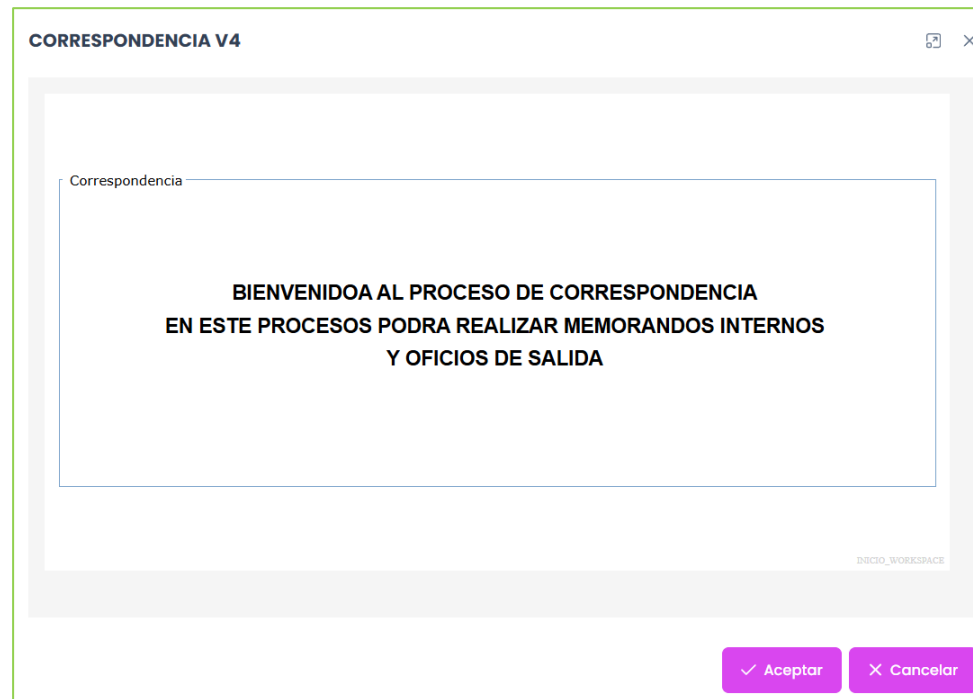 CORRESPONDENCIA V4
Correspondencia
BIENVENIDOA AL PROCESO DE CORRESPONDENCIA
EN ESTE PROCESOS PODRA REALIZAR MEMORANDOS INTERNOS
Y OFICIOS DE SALIDA
INICIO_WORKSPACE
Aceptar
Cancelar